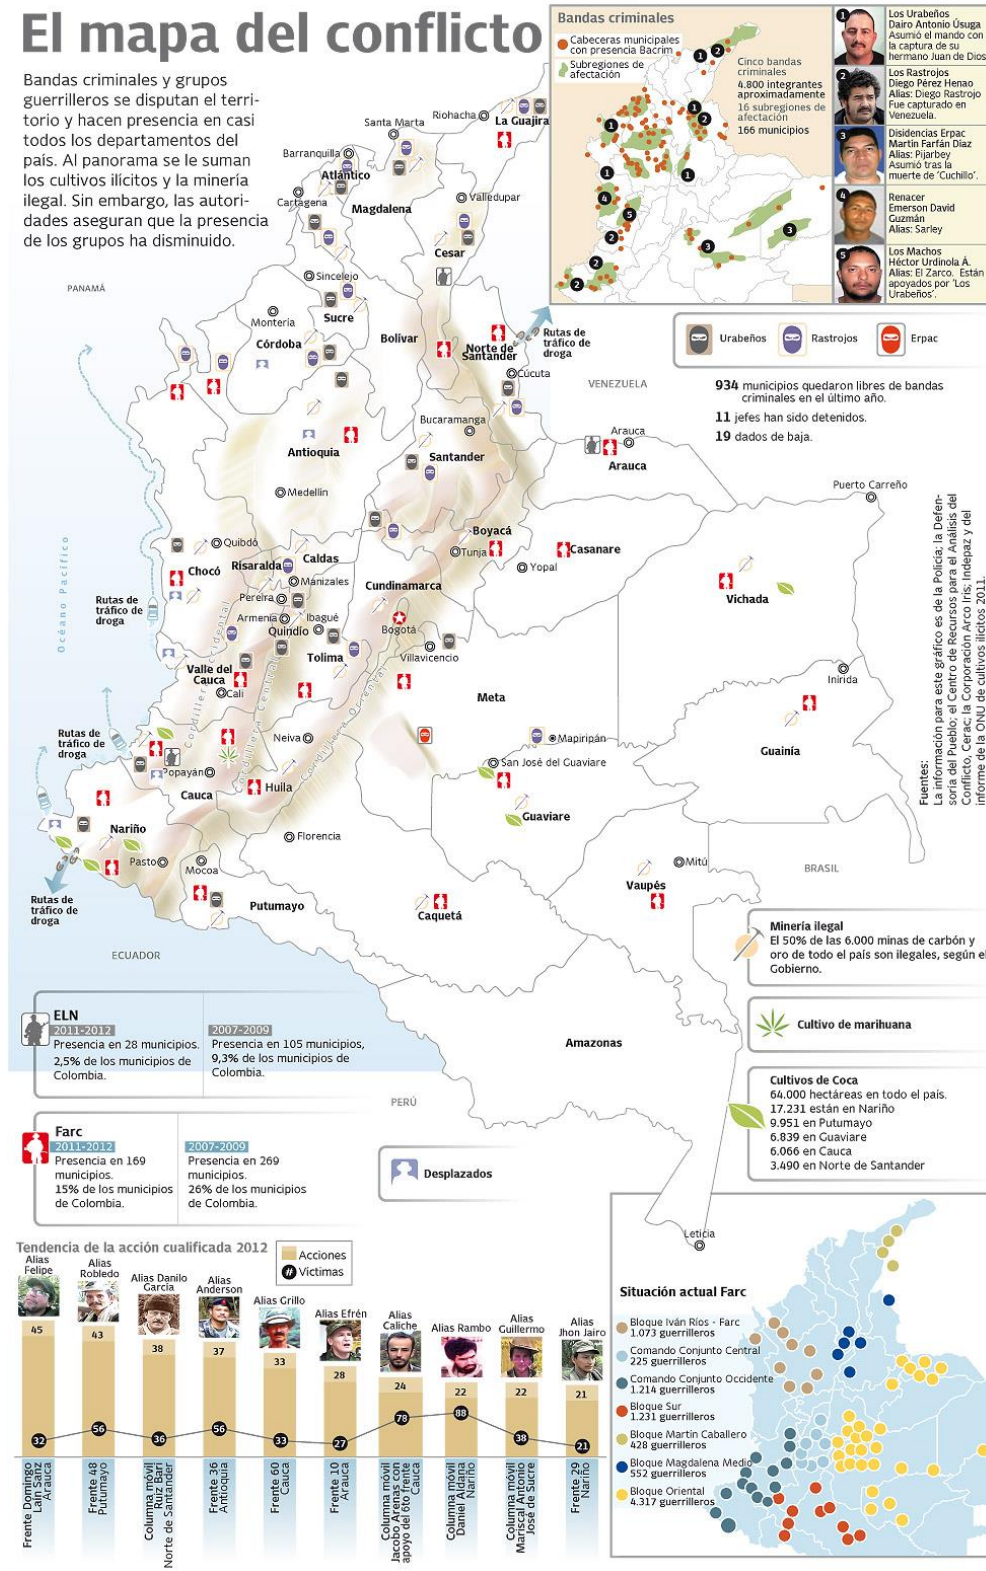 El mapa del conflicto
Bandas criminales y grupos
guerrilleros se disputan el terri-
torio y hacen presencia en casi
todos los departamentos del
país. Al panorama se le suman
los cultivos ilícitos y la minería
ilegal. Sin embargo, las autori-
dades aseguran que la presencia
de los grupos ha disminuido.
Bandas criminales
Cabeceras municipales
con presencia Bacrim
Subregiones de
afectación
Cinco bandas
criminales
4.800 integrantes
aproximadamente
16 subregiones de
afectación
166 municipios
1
2
1
2
1
1
1
4
5
2
3
3
2
2
1
Los Urabeños
Dairo Antonio Úsuga
Asumió el mando con
la captura de su
hermano Juan de Dios
2
Los Rastrojos
Diego Pérez Henao
Alias: Diego Rastrojo
Fue capturado en
Venezuela.
3
Disidencias Erpac
Martín Farfán Díaz
Alias: Pijarbey
Asumió tras la
muerte de 'Cuchillo'.
4
Renacer
Emerson David
Guzmán
Alias: Sarley
5
Los Machos
Héctor Urdinola Á.
Alias: El Zarco. Están
apoyados por 'Los
Urabeños'.
Urabeños
Rastrojos
Erpac
934 municipios quedaron libres de bandas
criminales en el último año.
11 jefes han sido detenidos.
19 dados de baja.
Riohacha
La Guajira
Santa Marta
Barranquilla
Atlántico
Cartagena
Magdalena
Valledupar
Cesar
PANAMÁ
Sincelejo
Sucre
Montería
Córdoba
Bolívar
Norte de
Santander
Rutas de
tráfico de
droga
Cúcuta
VENEZUELA
Bucaramanga
Santander
Antioquia
Medellín
Arauca
Arauca
Puerto Carreño
Boyacá
Tunja
Casanare
Yopal
Quibdó
Chocó
Risaralda
Caldas
Manizales
Pereira
Armenia
Quindío
Ibagué
Cundinamarca
Bogotá
Vichada
Océano Pacífico
Rutas de
tráfico de
droga
Tolima
Villavicencio
Valle del
Cauca
Cali
Cordillera Occidental
Cordillera Central
Cordillera Oriental
Meta
Inírida
Guainía
Rutas de
tráfico de
droga
Neiva
Mapiripán
San José del Guaviare
Popayán
Cauca
Huila
Guaviare
Nariño
Florencia
Pasto
Mocoa
Mitú
Vaupés
BRASIL
Rutas de
tráfico de
droga
Putumayo
Caquetá
ECUADOR
Amazonas
PERÚ
Leticia
Fuentes:
La información para este gráfico es de la Policía; la Defen-
soría del Pueblo; el Centro de Recursos para el Análisis del
Conflicto, Cerac; la Corporación Arco Iris; Indepaz y del
informe de la ONU de cultivos ilícitos 2011.
Minería ilegal
El 50% de las 6.000 minas de carbón y
oro de todo el país son ilegales, según el
Gobierno.
Cultivo de marihuana
Cultivos de Coca
64.000 hectáreas en todo el país.
17.231 están en Nariño
9.951 en Putumayo
6.839 en Guaviare
6.066 en Cauca
3.490 en Norte de Santander
ELN
2011-2012
Presencia en 28 municipios.
2,5% de los municipios de
Colombia.
2007-2009
Presencia en 105 municipios,
9,3% de los municipios de
Colombia.
Farc
2011-2012
Presencia en 169
municipios.
15% de los municipios
de Colombia.
2007-2009
Presencia en 269
municipios.
26% de los municipios
de Colombia.
Desplazados
Tendencia de la acción cualificada 2012
Acciones
# Víctimas
Alias
Felipe
45
32
Frente Domingo
Laín Sanz
Arauca
Alias
Robledo
43
56
Frente 48
Putumayo
Alias Danilo
García
38
36
Columna móvil
Ruiz Bari
Norte de Santander
Alias
Anderson
37
56
Frente 36
Antioquia
Alias Grillo
33
33
Frente 60
Cauca
Alias Efrén
28
27
Frente 10
Arauca
Alias
Caliche
24
78
Columna móvil
Jacobo Arenas con
apoyo del 6to frente
Cauca
Alias Rambo
22
88
Columna móvil
Daniel Aldana
Nariño
Alias
Guillermo
22
38
Columna móvil
Mariscal Antonio
José de Sucre
Alias
Jhon Jairo
21
21
Frente 29
Nariño
Situación actual Farc
Bloque Iván Ríos - Farc
1.073 guerrilleros
Comando Conjunto Central
225 guerrilleros
Comando Conjunto Occidente
1.214 guerrilleros
Bloque Sur
1.231 guerrilleros
Bloque Martín Caballero
428 guerrilleros
Bloque Magdalena Medio
552 guerrilleros
Bloque Oriental
4.317 guerrilleros